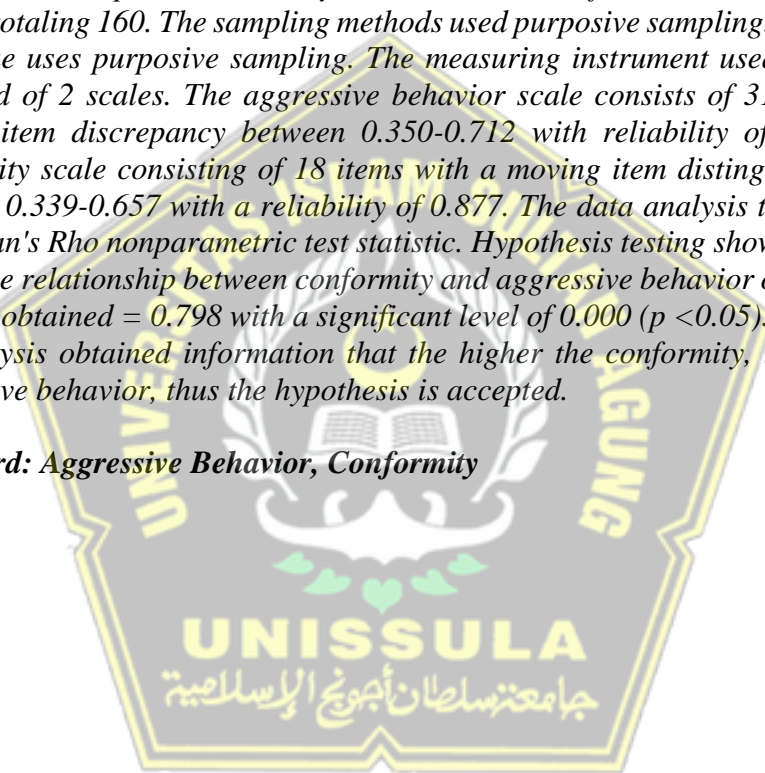 otaling 160. The sampling methods used purposive sampling.
e uses purposive sampling. The measuring instrument used
d of 2 scales. The aggressive behavior scale consists of 31
item discrepancy between 0.350-0.712 with reliability of
ity scale consisting of 18 items with a moving item disting
0.339-0.657 with a reliability of 0.877. The data analysis t
n's Rho nonparametric test statistic. Hypothesis testing show
e relationship between conformity and aggressive behavior o
obtained = 0.798 with a significant level of 0.000 (p <0.05).
ysis obtained information that the higher the conformity,
ve behavior, thus the hypothesis is accepted.
rd: Aggressive Behavior, Conformity
UNIVERSITAS ISLAM SULTAN AGUNG
UNISSULA
جامعة سلطان أجونج الإسلامية